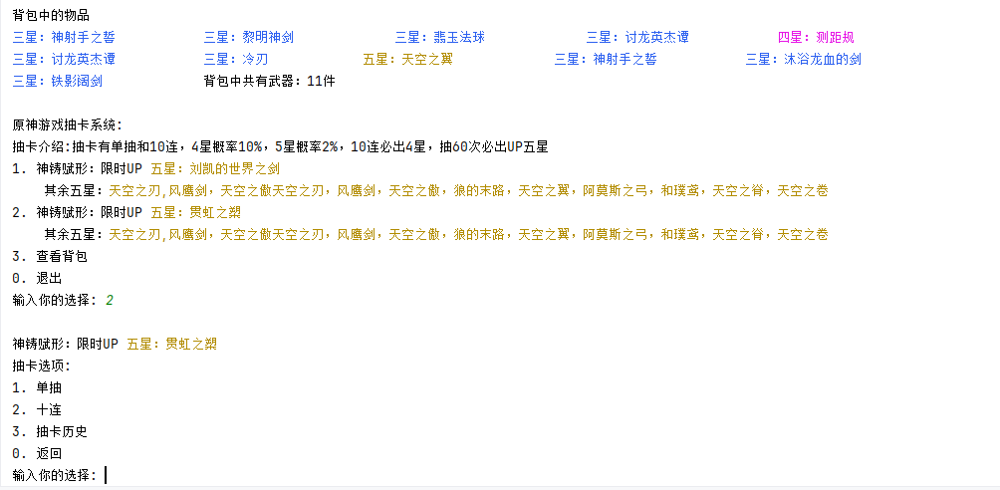 背包中的物品
三星: 神射手之誓 三星: 黎明神剑 三星: 翡玉法球 三星: 讨龙英杰谭 四星: 测距规
三星: 讨龙英杰谭 三星: 冷刃 五星: 天空之翼 三星: 神射手之誓 三星: 沐浴龙血的剑
三星: 铁影阔剑 背包中共有武器: 11件
原神游戏抽卡系统:
抽卡介绍:抽卡有单抽和10连，4星概率10%，5星概率2%，10连必出4星，抽60次必出UP五星
1. 神铸赋形: 限时UP 五星: 刘凯的世界之剑
其余五星: 天空之刃,风鹰剑，天空之傲天空之刃，风鹰剑，天空之傲，狼的末路，天空之翼，阿莫斯之弓，和璞鸢，天空之脊，天空之卷
2. 神铸赋形: 限时UP 五星: 贯虹之槊
其余五星: 天空之刃,风鹰剑，天空之傲天空之刃，风鹰剑，天空之傲，狼的末路，天空之翼，阿莫斯之弓，和璞鸢，天空之脊，天空之卷
3. 查看背包
0. 退出
输入你的选择: 2
神铸赋形: 限时UP 五星: 贯虹之槊
抽卡选项:
1. 单抽
2. 十连
3. 抽卡历史
0. 返回
输入你的选择: